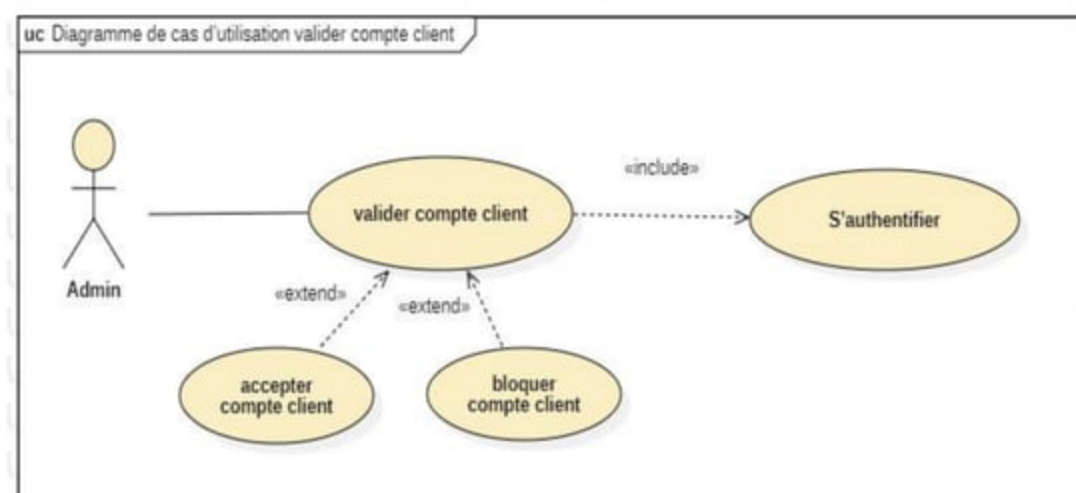 uc Diagramme de cas d'utilisation valider compte client
«include»
valider compte client
S'authentifier
Admin
«extend»
«extend»
accepter
compte client
bloquer
compte client